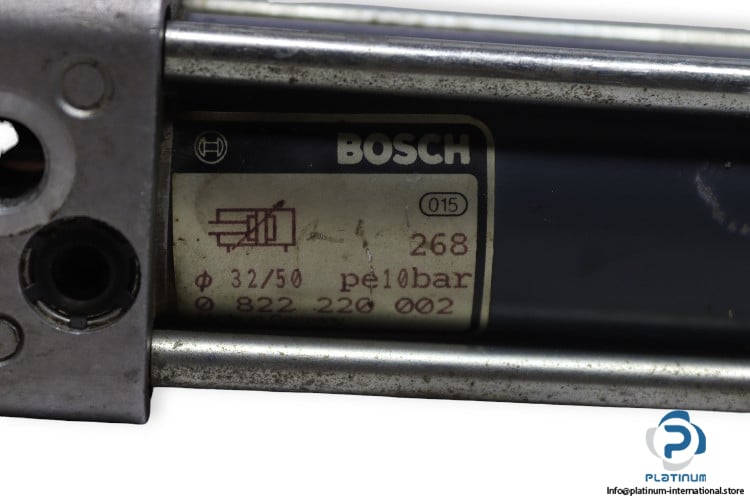 BOSCH
015
268
ϕ 32/50 pe10bar
0 822 220 002
PLATINUM
Info@platinum-international.store